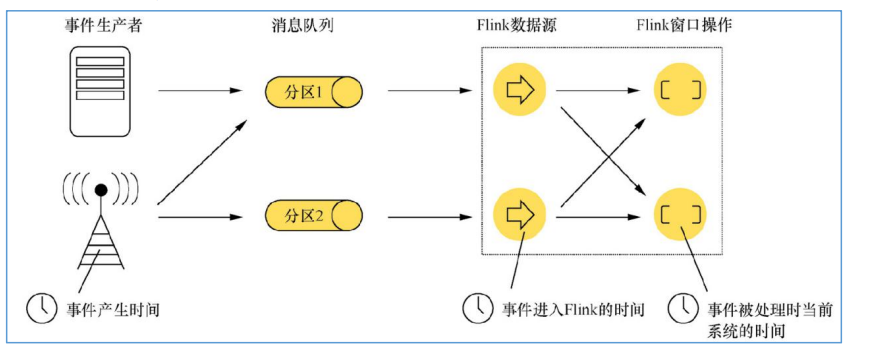 事件生产者
消息队列
Flink数据源
Flink窗口操作
分区1
分区2
事件产生时间
事件进入Flink的时间
事件被处理时当前
系统的时间